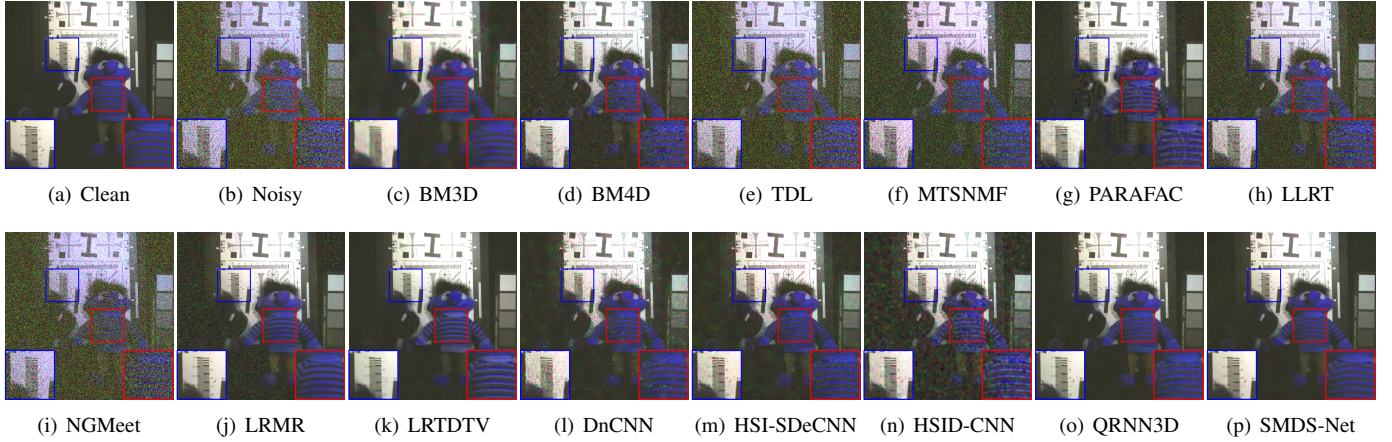 (a) Clean
(b) Noisy
(c) BM3D
(d) BM4D
(e) TDL
(f) MTSNMF
(g) PARAFAC
(h) LLRT
(i) NGMeet
(j) LRMR
(k) LRTDTV
(l) DnCNN
(m) HSI-SDeCNN
(n) HSID-CNN
(o) QRNN3D
(p) SMDS-Net